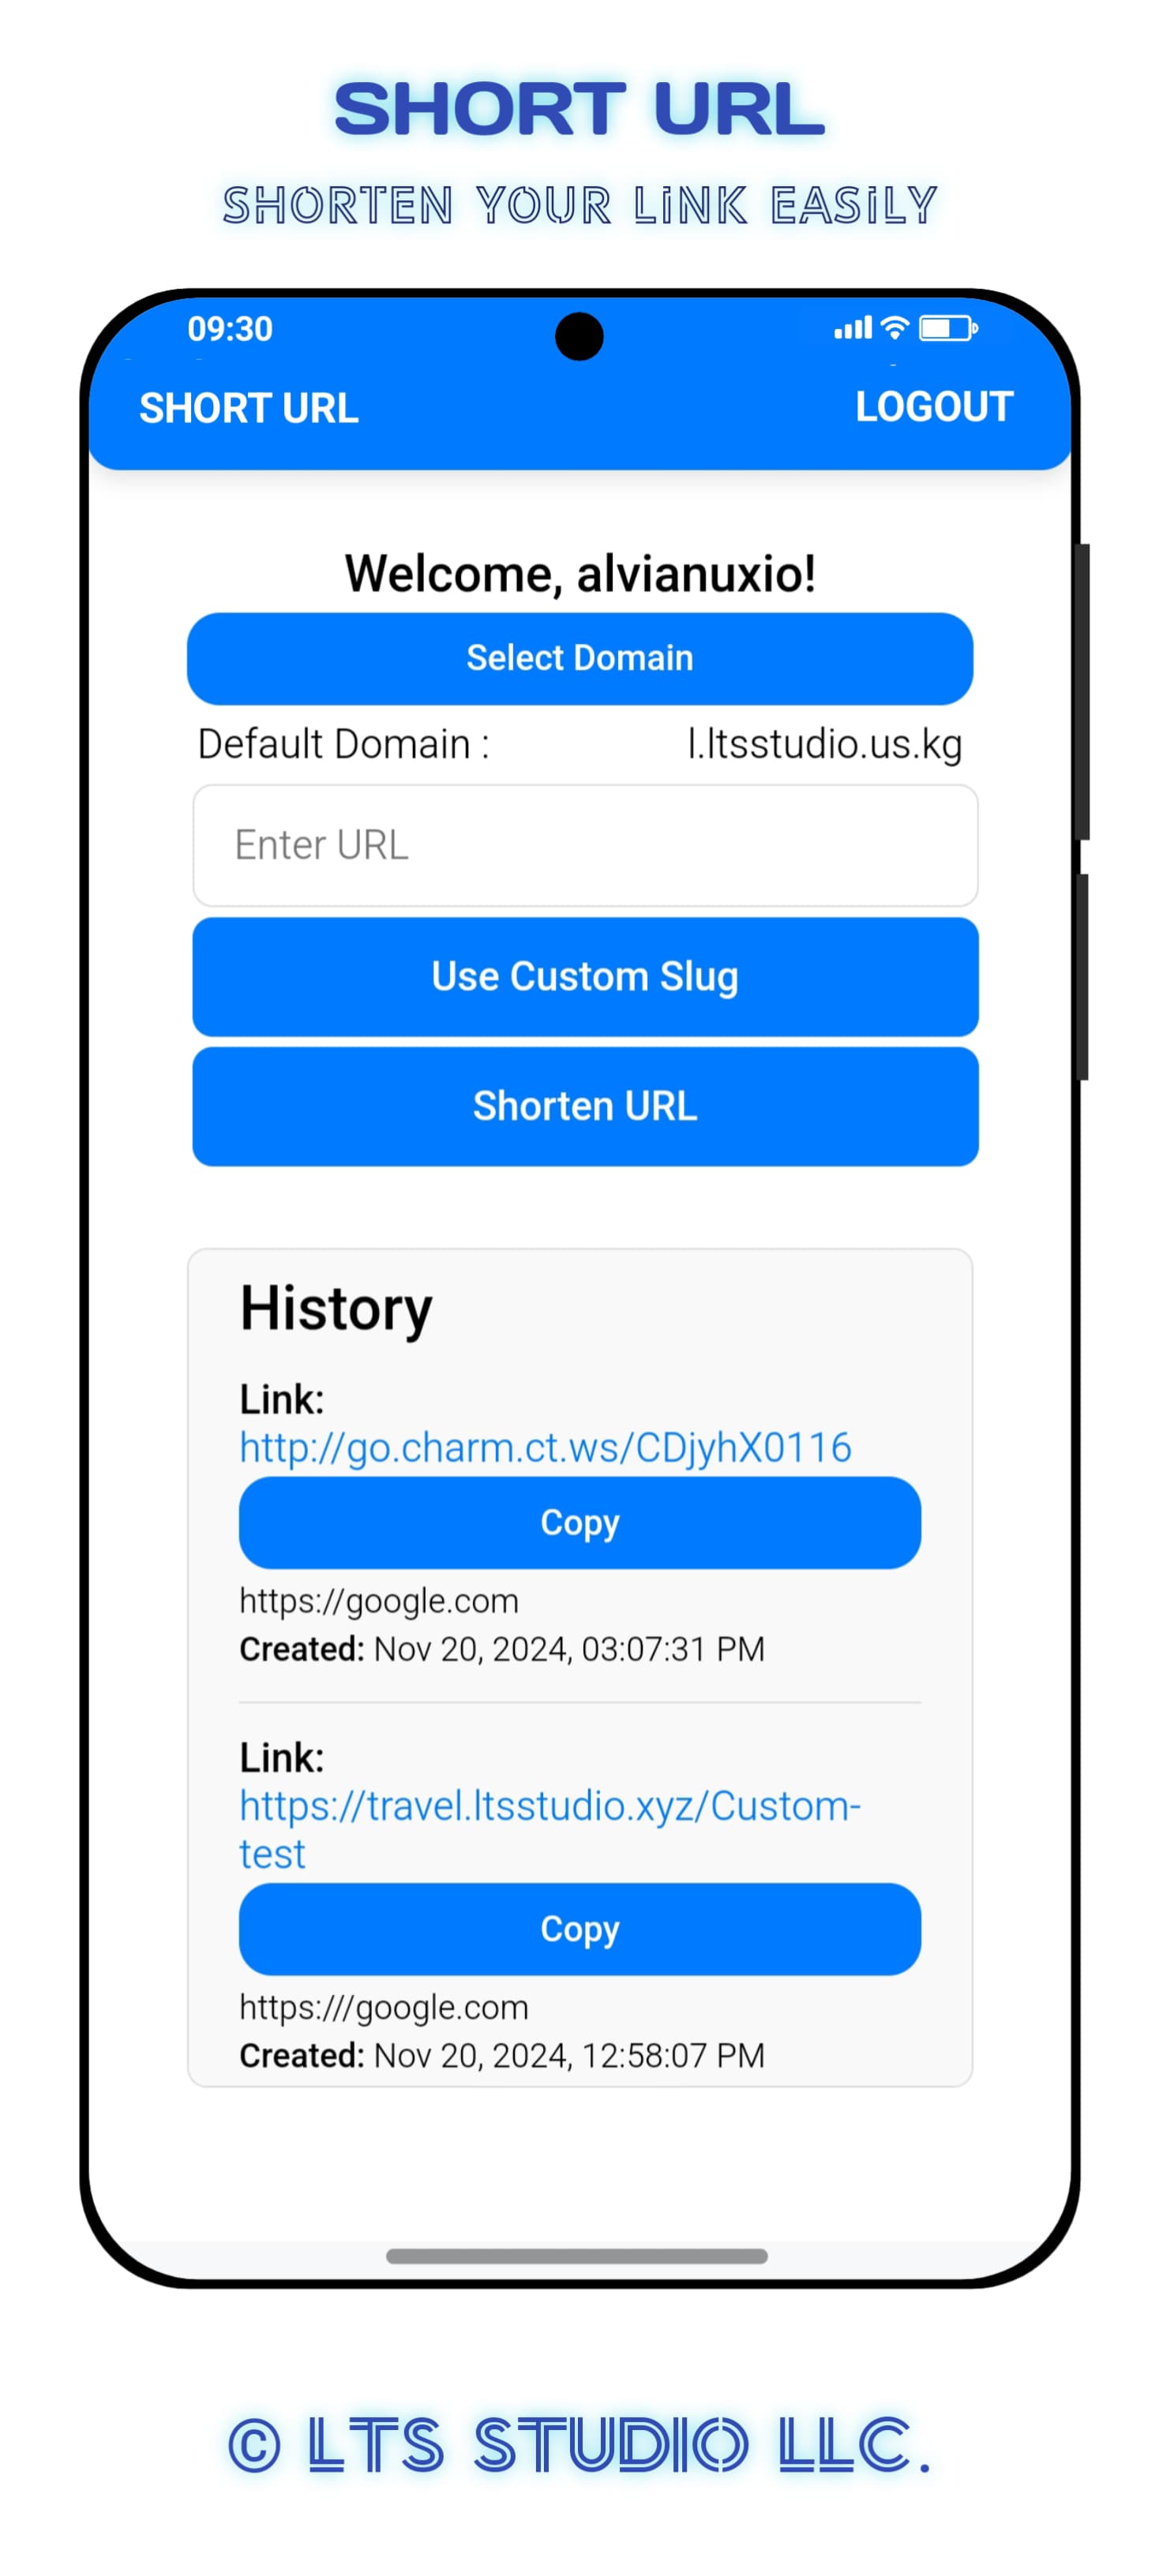 SHORT URL
SHORTEN YOUR LINK EASILY
09:30
SHORT URL LOGOUT
Welcome, alvianuxio!
Select Domain
Default Domain : l.ltsstudio.us.kg
Enter URL
Use Custom Slug
Shorten URL
History
Link:
http://go.charm.ct.ws/CDjyhX0116
Copy
https://google.com
Created: Nov 20, 2024, 03:07:31 PM
Link:
https://travel.ltsstudio.xyz/Custom-
test
Copy
https:///google.com
Created: Nov 20, 2024, 12:58:07 PM
© LTS STUDIO LLC.